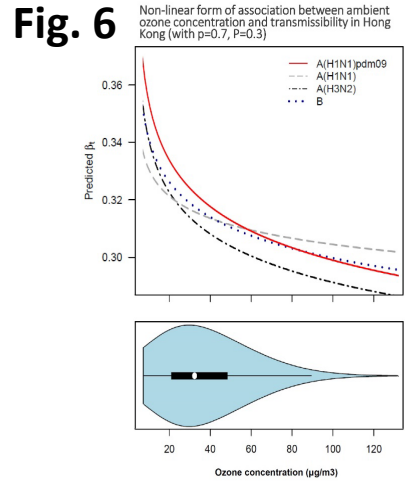 Fig. 6
Non-linear form of association between ambient
ozone concentration and transmissibility in Hong
Kong (with p=0.7, P=0.3)
A(H1N1)pdm09
A(H1N1)
A(H3N2)
B
Predicted β̂t
0.36
0.34
0.32
0.30
20 40 60 80 100 120
Ozone concentration (μg/m3)